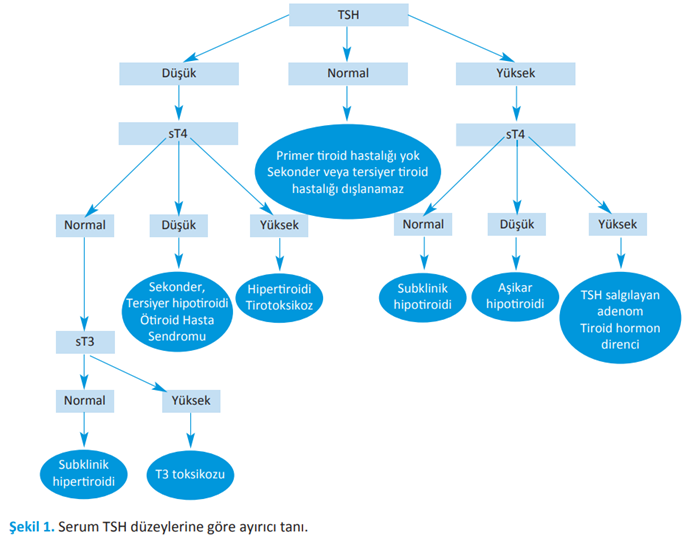 TSH
Düşük
Normal
Yüksek
sT4
sT4
Primer tiroid hastalığı yok
Sekonder veya tersiyer tiroid
hastalığı dışlanamaz
Normal
Düşük
Yüksek
Normal
Düşük
Yüksek
Sekonder,
Tersiyer hipotiroidi
Ötiroid Hasta
Sendromu
Hipertiroidi
Tirotoksikoz
Subklinik
hipotiroidi
Aşikar
hipotiroidi
TSH salgılayan
adenom
Tiroid hormon
direnci
sT3
Normal
Yüksek
Subklinik
hipertiroidi
T3 toksikozu
Şekil 1. Serum TSH düzeylerine göre ayırıcı tanı.